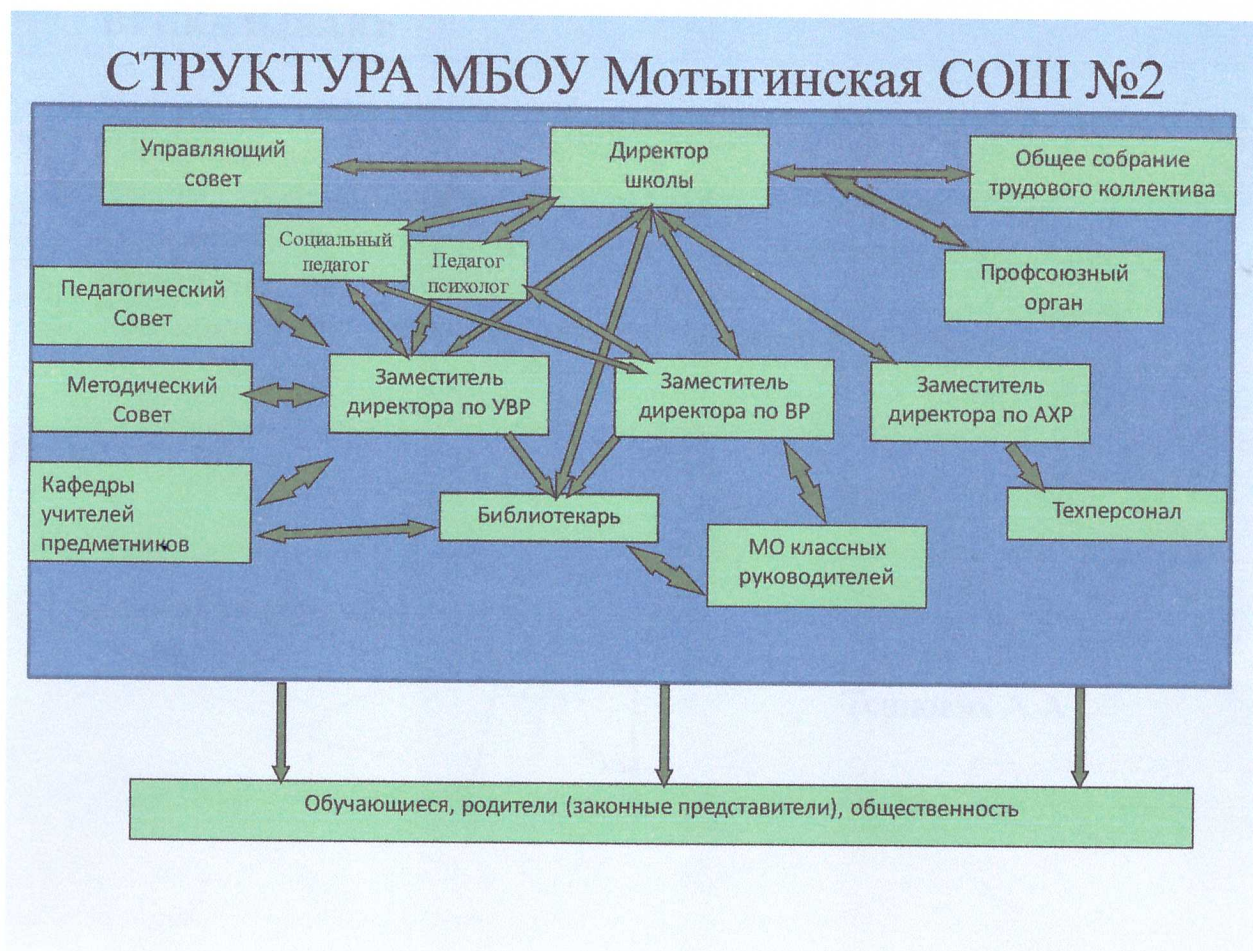 СТРУКТУРА МБОУ Мотыгинская СОШ №2
Управляющий
совет
Директор
школы
Общее собрание
трудового коллектива
Социальный
педагог
Педагог
психолог
Профсоюзный
орган
Педагогический
Совет
Методический
Совет
Заместитель
директора по УВР
Заместитель
директора по ВР
Заместитель
директора по АХР
Кафедры
учителей
предметников
Библиотекарь
МО классных
руководителей
Техперсонал
Обучающиеся, родители (законные представители), общественность